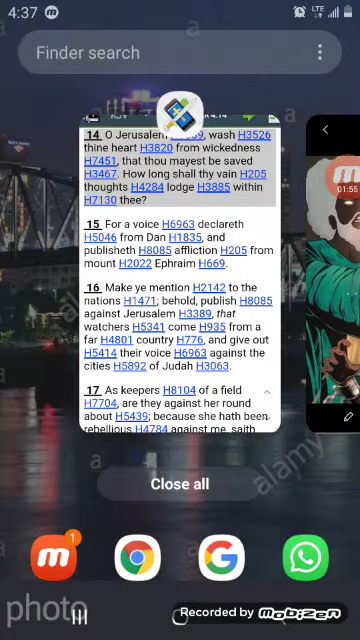 4:37 m LTE
Finder search
KJV 4:14
14 O Jerusalem, wash H3526
thine heart H3820 from wickedness
H7451, that thou mayest be saved
H3467. How long shall thy vain H205
thoughts H4284 lodge H3885 within
H7130 thee?
15 For a voice H6963 declareth
H5046 from Dan H1835, and
publisheth H8085 affliction H205 from
mount H2022 Ephraim H669.
16 Make ye mention H2142 to the
nations H1471; behold, publish H8085
against Jerusalem H3389, that
watchers H5341 come H935 from a
far H4801 country H776, and give out
H5414 their voice H6963 against the
cities H5892 of Judah H3063.
17 As keepers H8104 of a field
H7704, are they against her round
about H5439; because she hath been
rebellious H4784 against me, saith
m
01:55
a
a
alamy
Close all
a
a
m 1
G
photo
Recorded by mobizen